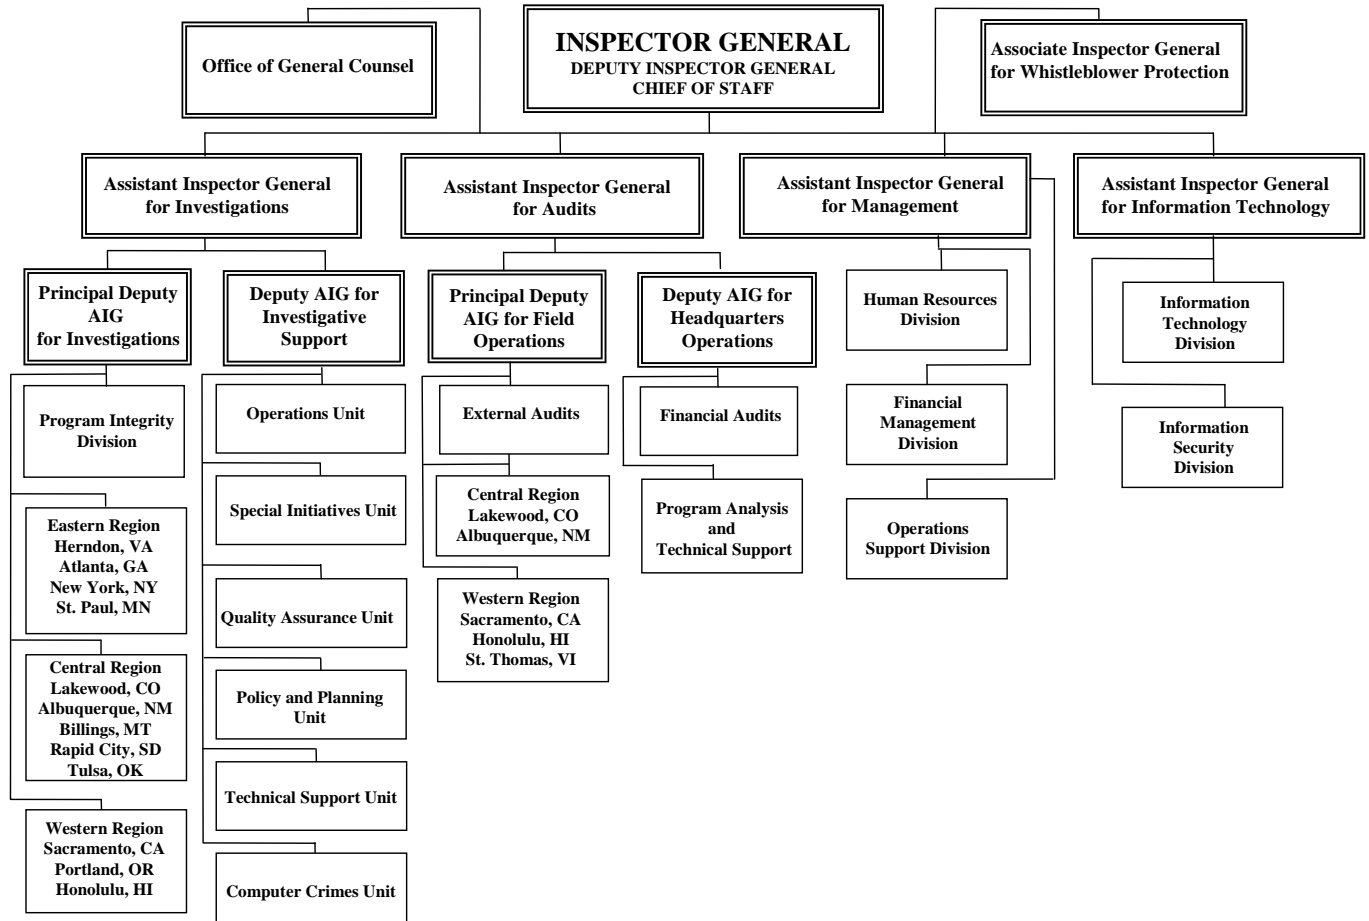 Office of General Counsel
INSPECTOR GENERAL
DEPUTY INSPECTOR GENERAL
CHIEF OF STAFF
Associate Inspector General
for Whistleblower Protection
Assistant Inspector General
for Investigations
Assistant Inspector General
for Audits
Assistant Inspector General
for Management
Assistant Inspector General
for Information Technology
Principal Deputy
AIG
for Investigations
Deputy AIG for
Investigative
Support
Principal Deputy
AIG for Field
Operations
Deputy AIG for
Headquarters
Operations
Human Resources
Division
Information
Technology
Division
Program Integrity
Division
Operations Unit
External Audits
Financial Audits
Financial
Management
Division
Information
Security
Division
Eastern Region
Herndon, VA
Atlanta, GA
New York, NY
St. Paul, MN
Special Initiatives Unit
Central Region
Lakewood, CO
Albuquerque, NM
Program Analysis
and
Technical Support
Operations
Support Division
Quality Assurance Unit
Western Region
Sacramento, CA
Honolulu, HI
St. Thomas, VI
Central Region
Lakewood, CO
Albuquerque, NM
Billings, MT
Rapid City, SD
Tulsa, OK
Policy and Planning
Unit
Technical Support Unit
Western Region
Sacramento, CA
Portland, OR
Honolulu, HI
Computer Crimes Unit